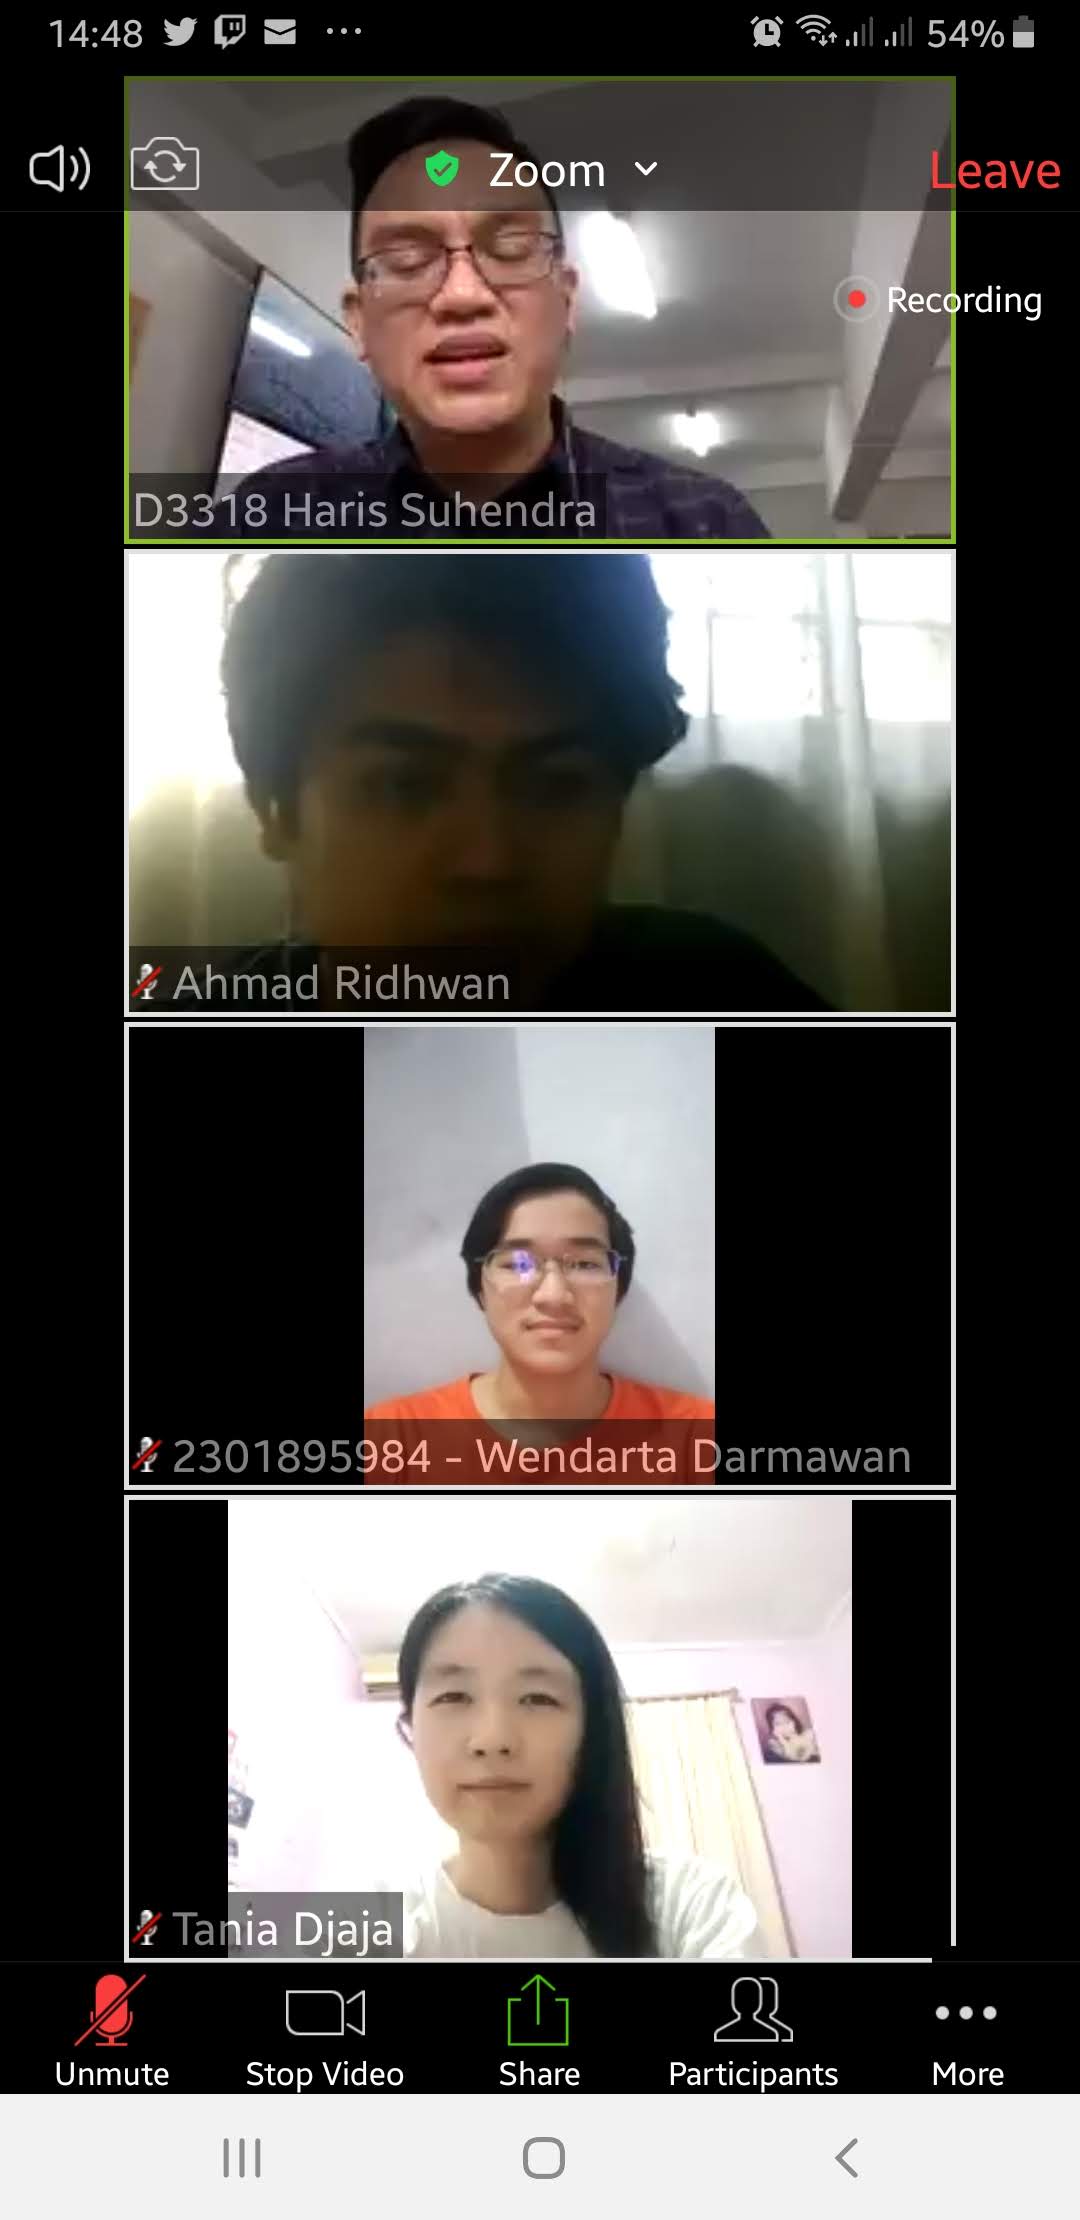 14:48
54%
Zoom
Leave
Recording
D3318 Haris Suhendra
Ahmad Ridhwan
2301895984 - Wendarta Darmawan
Tania Djaja
Unmute
Stop Video
Share
Participants
More